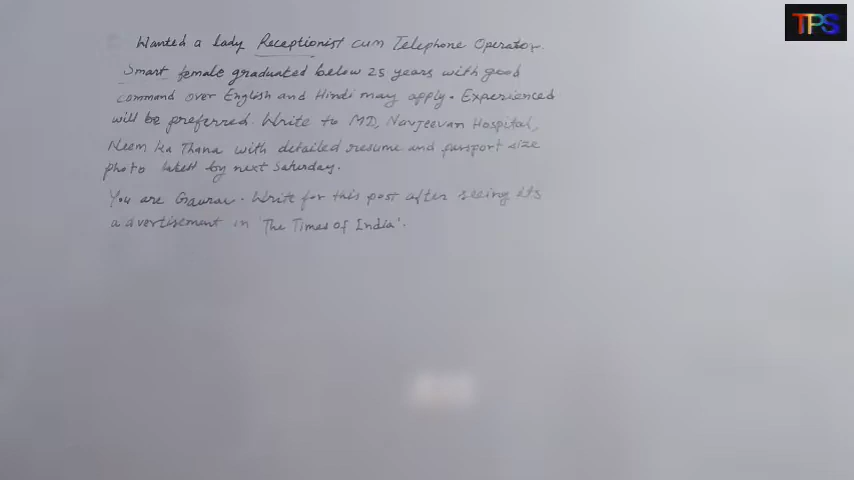 TPS
Wanted a lady Receptionist cum Telephone Operator.
Smart female graduated below 25 years with good
command over English and Hindi may apply. Experienced
will be preferred. Write to MD, Navjeevan Hospital,
Neem Ka Thana with detailed resume and passport size
photo latest by next Saturday.
You are Gaurav. Write for this post after seeing its
advertisement in 'The Times of India'.